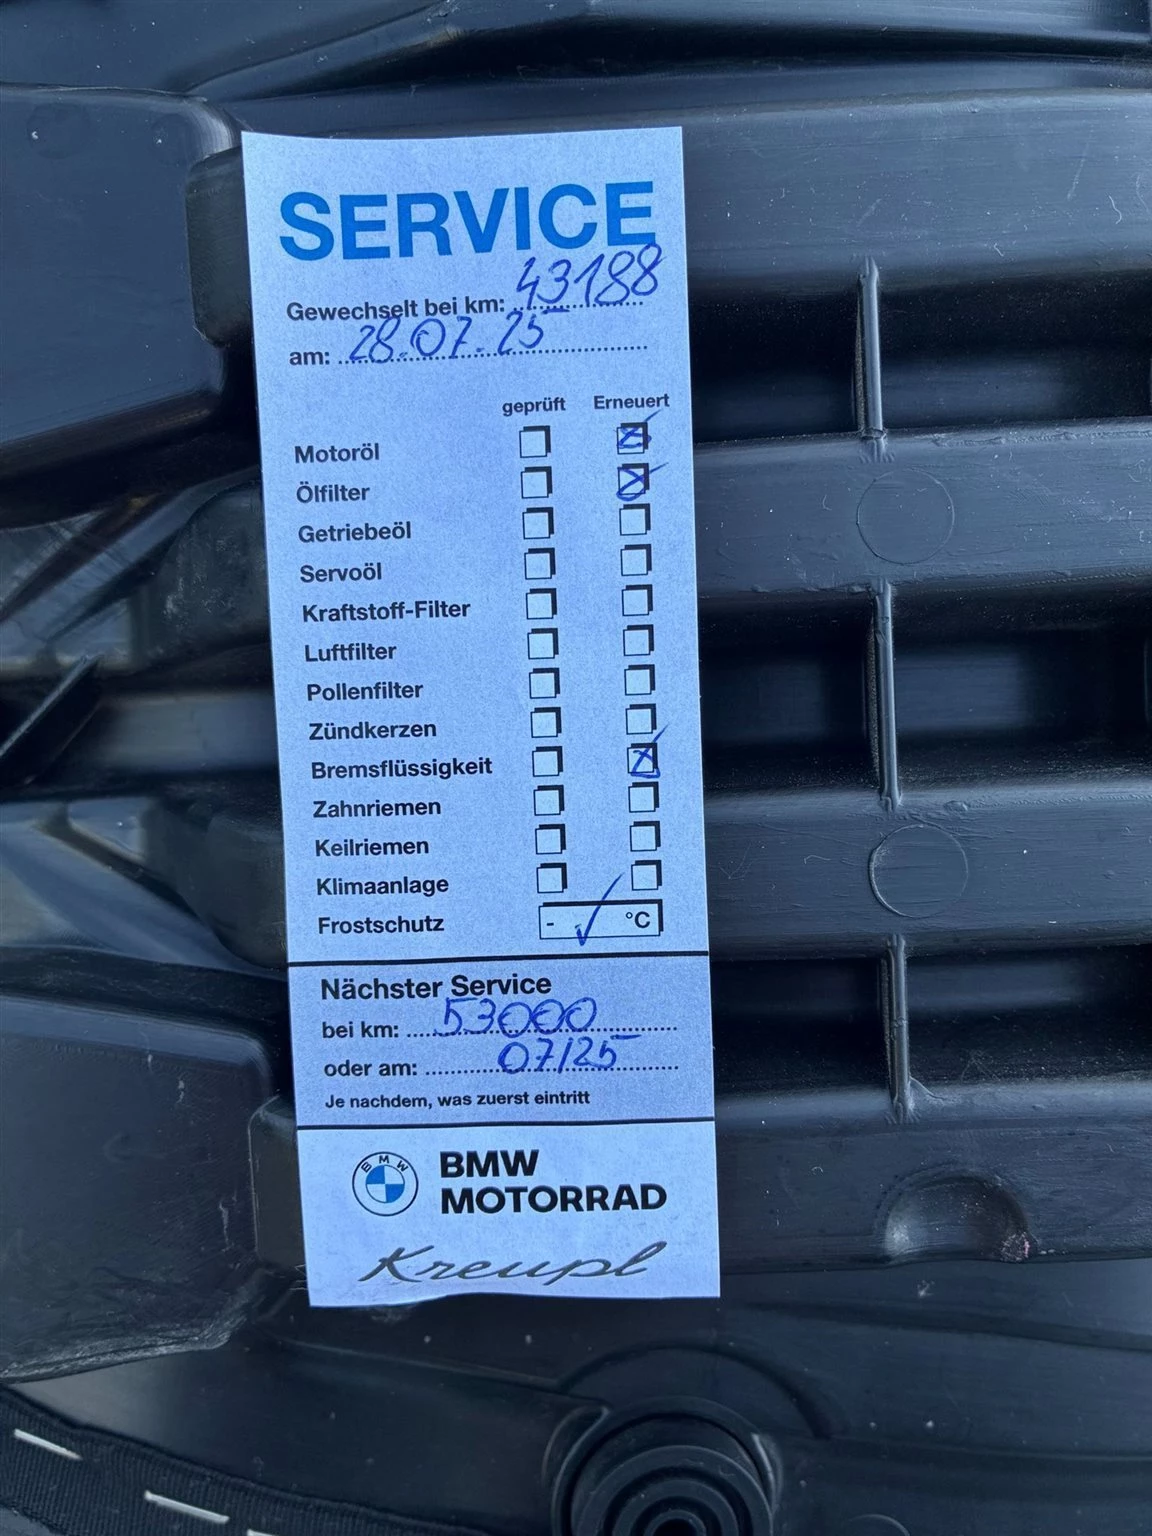 SERVICE
Gewechselt bei km: 43188
am: 28.07.25
geprüft Erneuert
Motoröl
Ölfilter
Getriebeöl
Servoöl
Kraftstoff-Filter
Luftfilter
Pollenfilter
Zündkerzen
Bremsflüssigkeit
Zahnriemen
Keilriemen
Klimaanlage
Frostschutz - °C
Nächster Service
bei km: 53000
oder am: 07/25
Je nachdem, was zuerst eintritt
BMW BMW
MOTORRAD
Kreupl